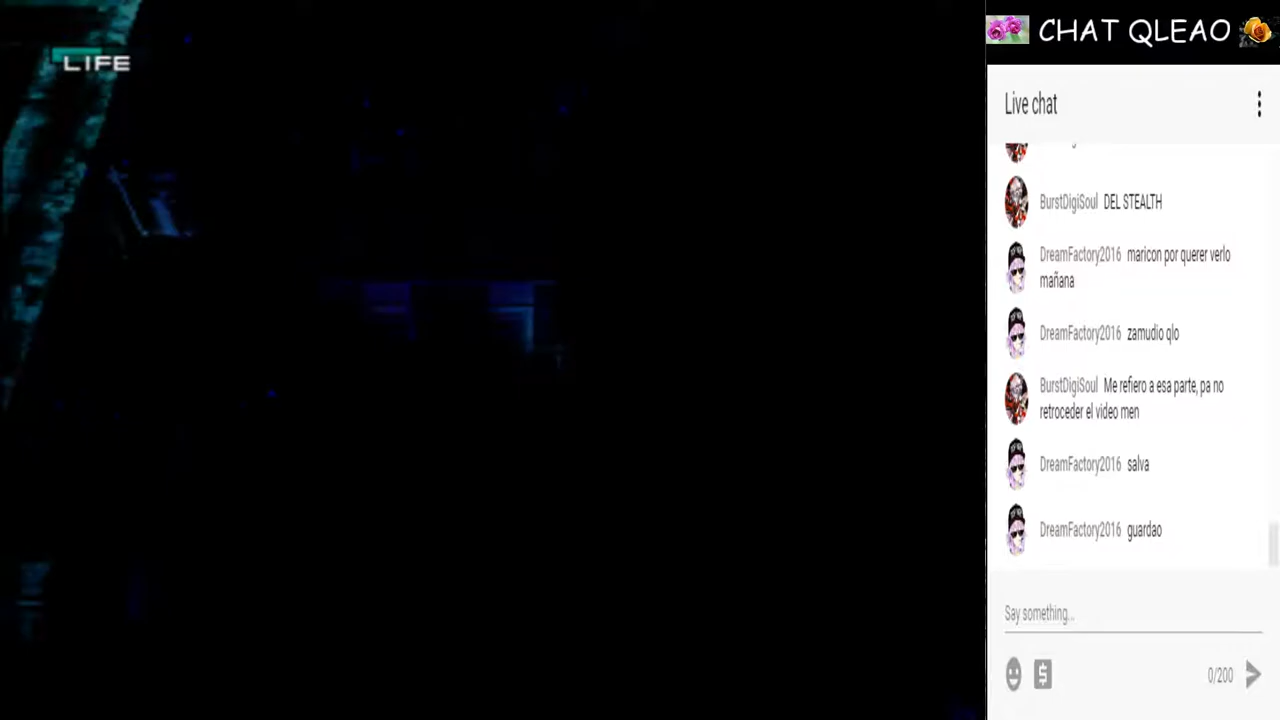 LIFE
CHAT QLEAO
Live chat
BurstDigiSoul DEL STEALTH
DreamFactory2016 maricon por querer verlo
mañana
DreamFactory2016 zamudio qlo
BurstDigiSoul Me refiero a esa parte, pa no
retroceder el video men
DreamFactory2016 salva
DreamFactory2016 guardao
Say something...
0/200